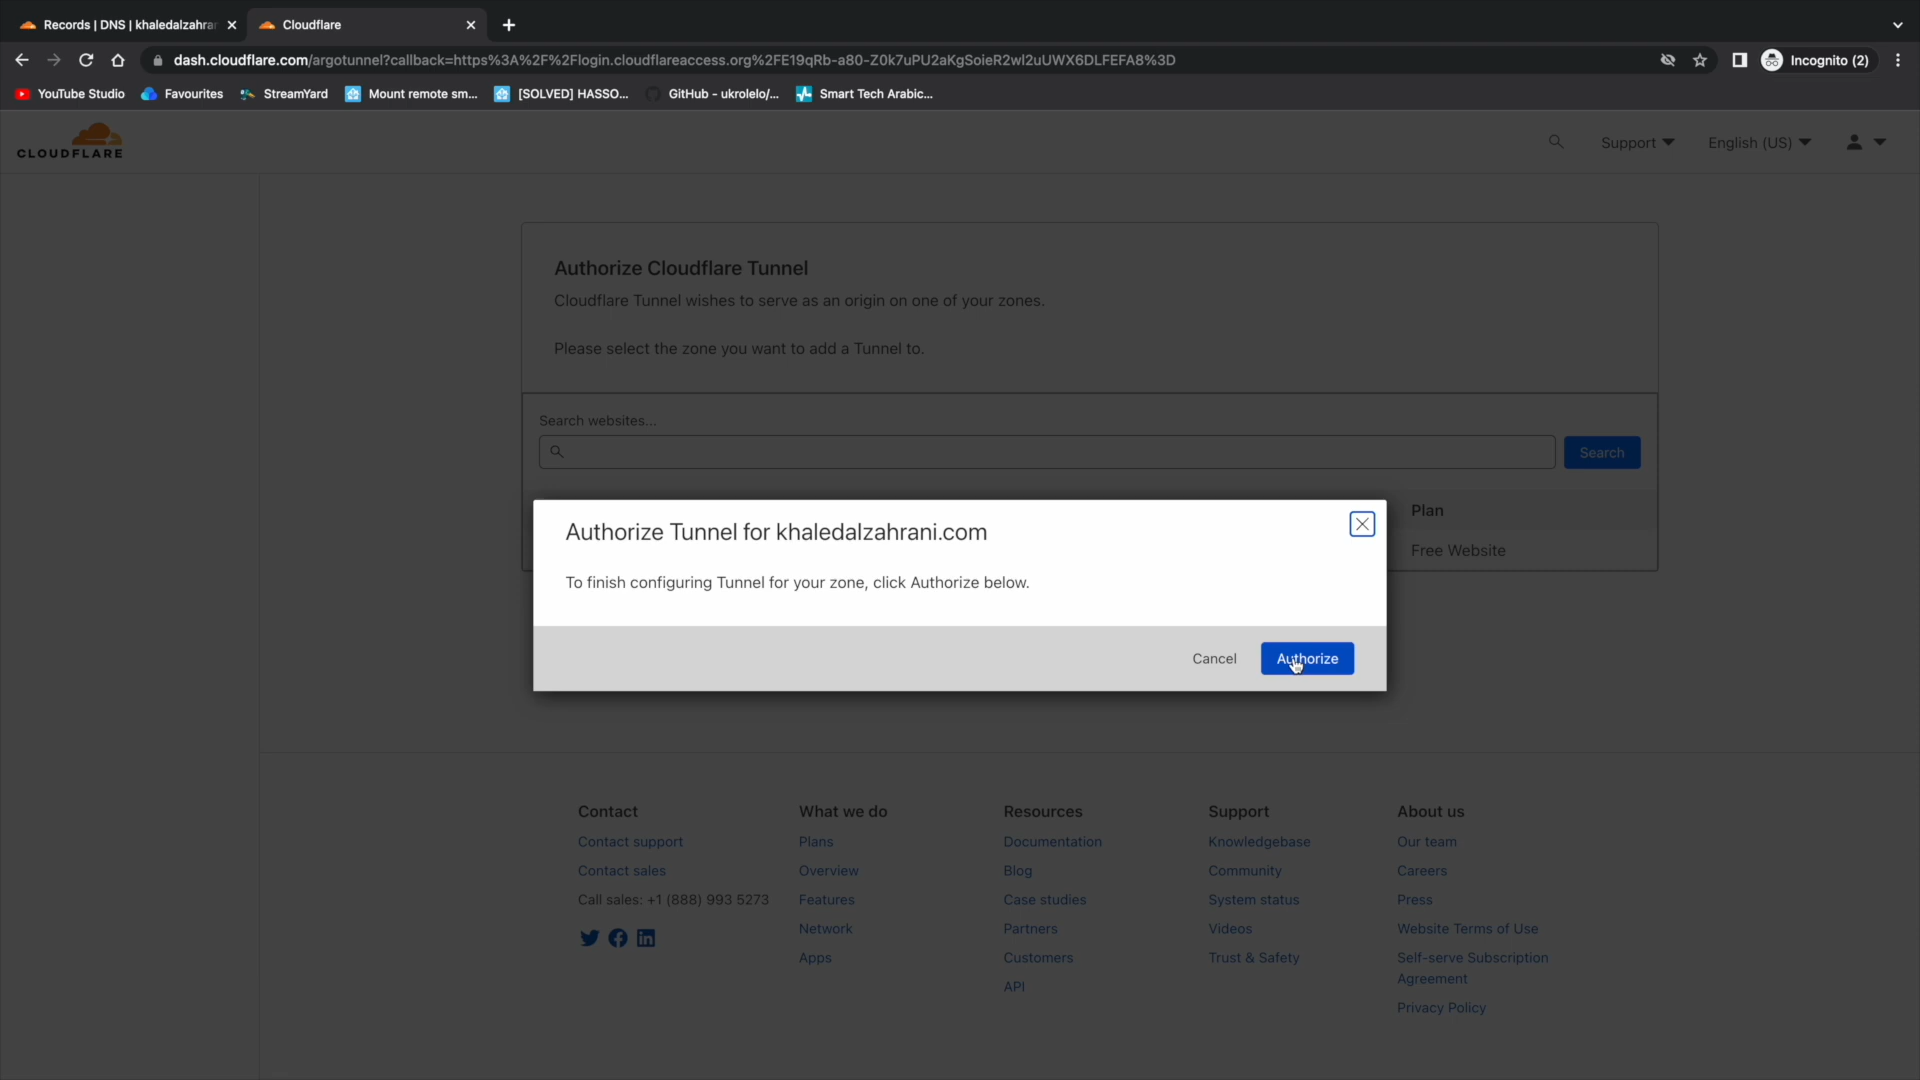 Records | DNS | khaledalzahra
Cloudflare
dash.cloudflare.com/argotunnel?callback=https%3A%2F%2Flogin.cloudflareaccess.org%2FE19qRb-a80-Z0k7uPU2aKgSoieR2wI2uUWX6DLFEFA8%3D
Incognito (2)
YouTube Studio
Favourites
StreamYard
Mount remote sm...
[SOLVED] HASSO...
GitHub - ukrolelo/...
Smart Tech Arabic...
CLOUDFLARE
Support
English (US)
Authorize Cloudflare Tunnel
Cloudflare Tunnel wishes to serve as an origin on one of your zones.
Please select the zone you want to add a Tunnel to.
Search websites...
Search
Plan
Free Website
Authorize Tunnel for khaledalzahrani.com
To finish configuring Tunnel for your zone, click Authorize below.
Cancel
Authorize
Contact
Contact support
Contact sales
Call sales: +1 (888) 993 5273
What we do
Plans
Overview
Features
Network
Apps
Resources
Documentation
Blog
Case studies
Partners
Customers
API
Support
Knowledgebase
Community
System status
Videos
Trust & Safety
About us
Our team
Careers
Press
Website Terms of Use
Self-serve Subscription
Agreement
Privacy Policy